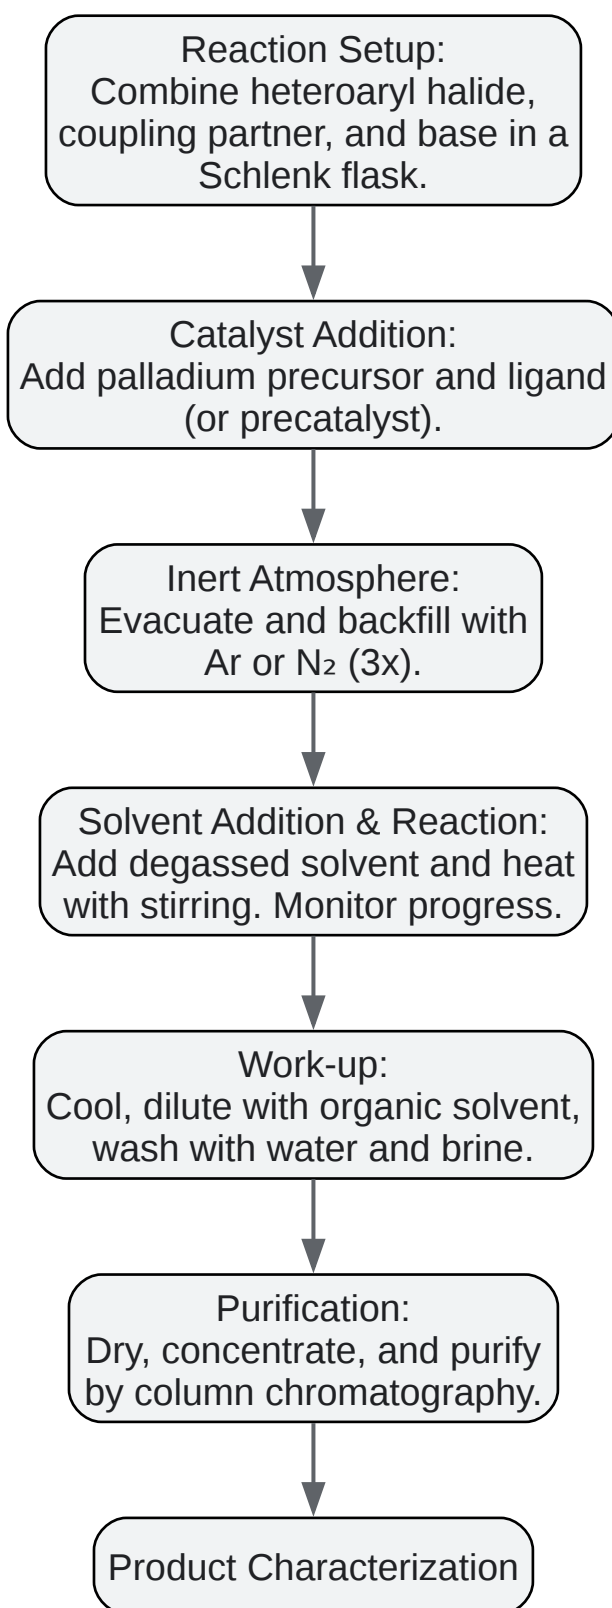 Reaction Setup:
Combine heteroaryl halide,
coupling partner, and base in a
Schlenk flask.
Catalyst Addition:
Add palladium precursor and ligand
(or precatalyst).
Inert Atmosphere:
Evacuate and backfill with
Ar or N₂ (3x).
Solvent Addition & Reaction:
Add degassed solvent and heat
with stirring. Monitor progress.
Work-up:
Cool, dilute with organic solvent,
wash with water and brine.
Purification:
Dry, concentrate, and purify
by column chromatography.
Product Characterization